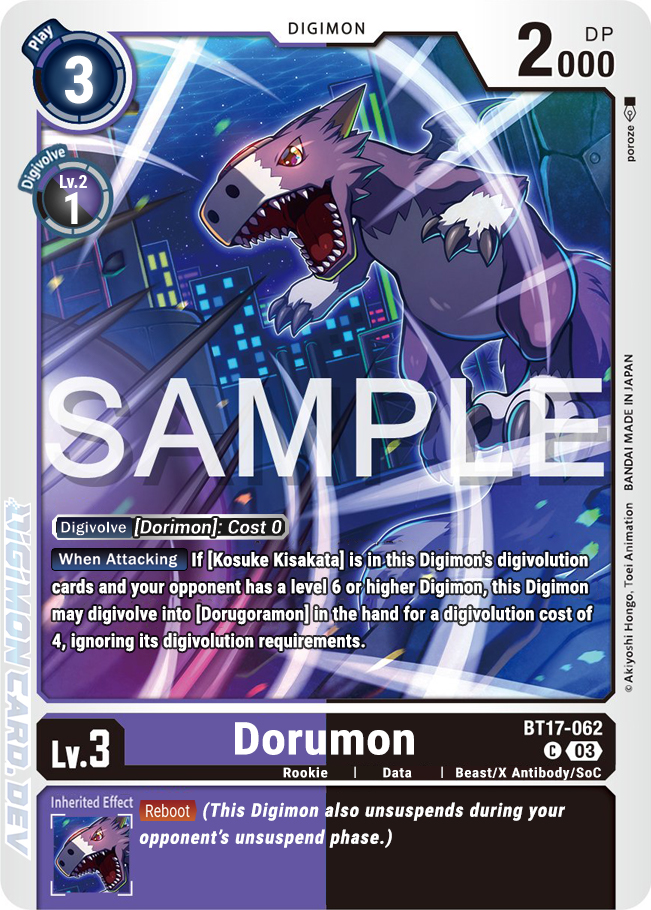 DIGIMON
Play
3
DP
2000
Digivolve
Lv.2
1
poroze
SAMPLE
Digivolve [Dorimon]: Cost 0
When Attacking If [Kosuke Kisakata] is in this Digimon's digivolution
cards and your opponent has a level 6 or higher Digimon, this Digimon
may digivolve into [Dorugoramon] in the hand for a digivolution cost of
4, ignoring its digivolution requirements.
© Akiyoshi Hongo, Toei Animation BANDAI MADE IN JAPAN
DIGIMONCARD.DEV
Lv.3
Dorumon
BT17-062
C 03
Rookie | Data | Beast/X Antibody/SoC
Inherited Effect
Reboot (This Digimon also unsuspends during your
opponent's unsuspend phase.)